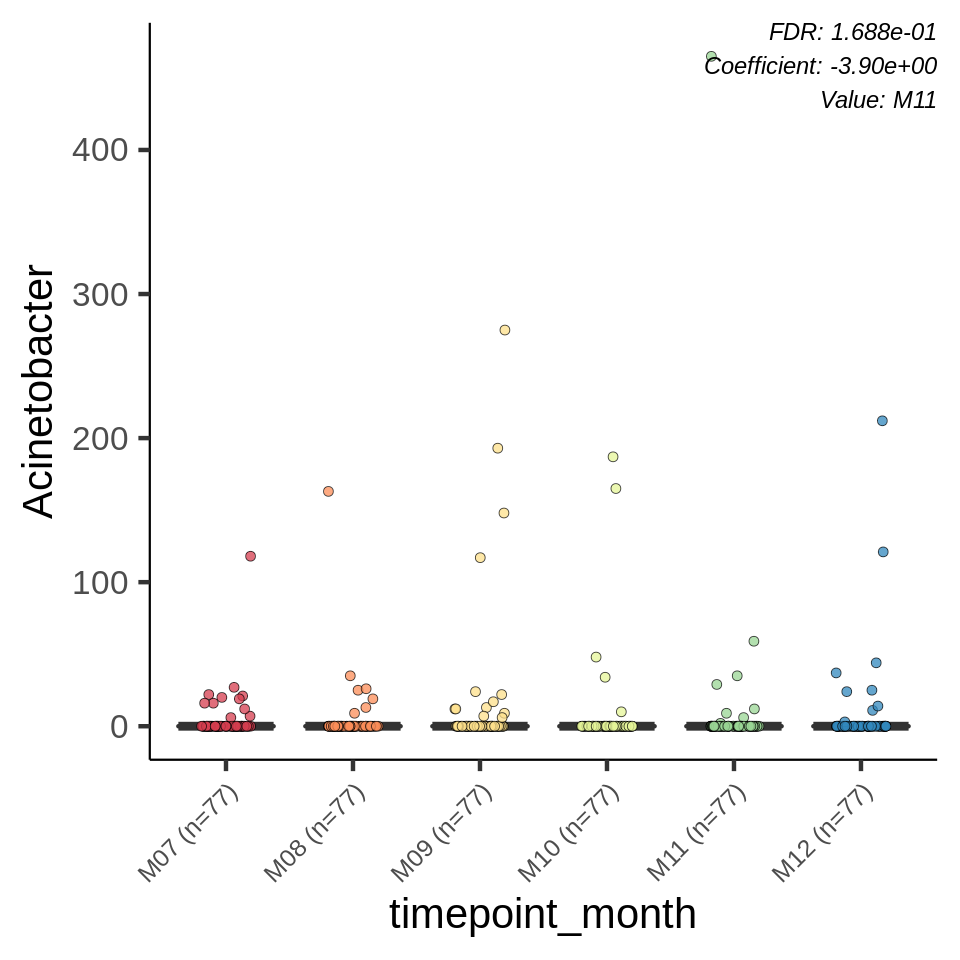 FDR: 1.688e-01
Coefficient: -3.90e+00
Value: M11
Acinetobacter
400
300
200
100
0
M07 (n=77)
M08 (n=77)
M09 (n=77)
M10 (n=77)
M11 (n=77)
M12 (n=77)
timepoint_month